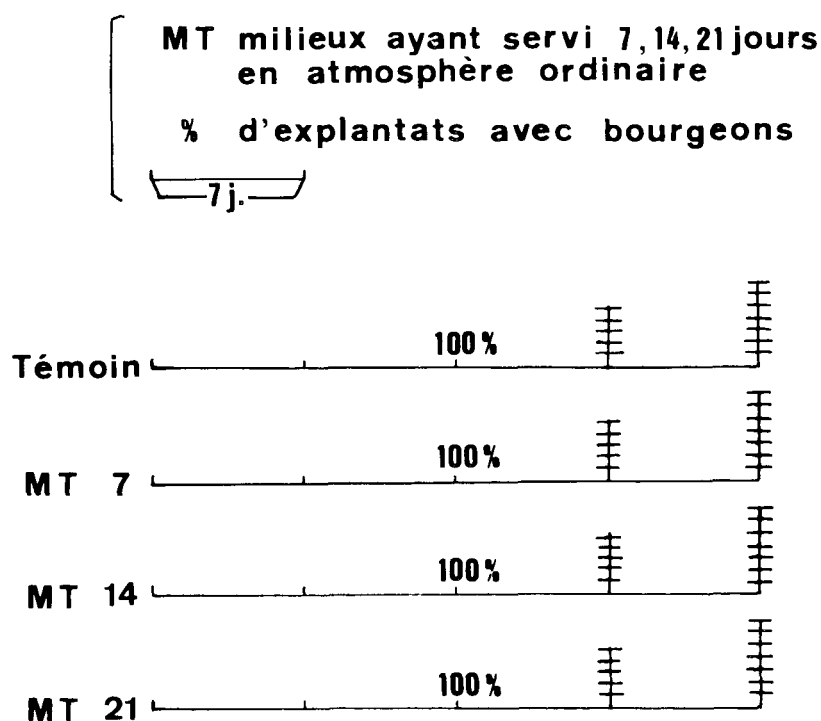 MT milieux ayant servi 7, 14, 21 jours
en atmosphère ordinaire
% d'explantats avec bourgeons
7 j.
100 %
Témoin
100 %
MT 7
100 %
MT 14
100 %
MT 21